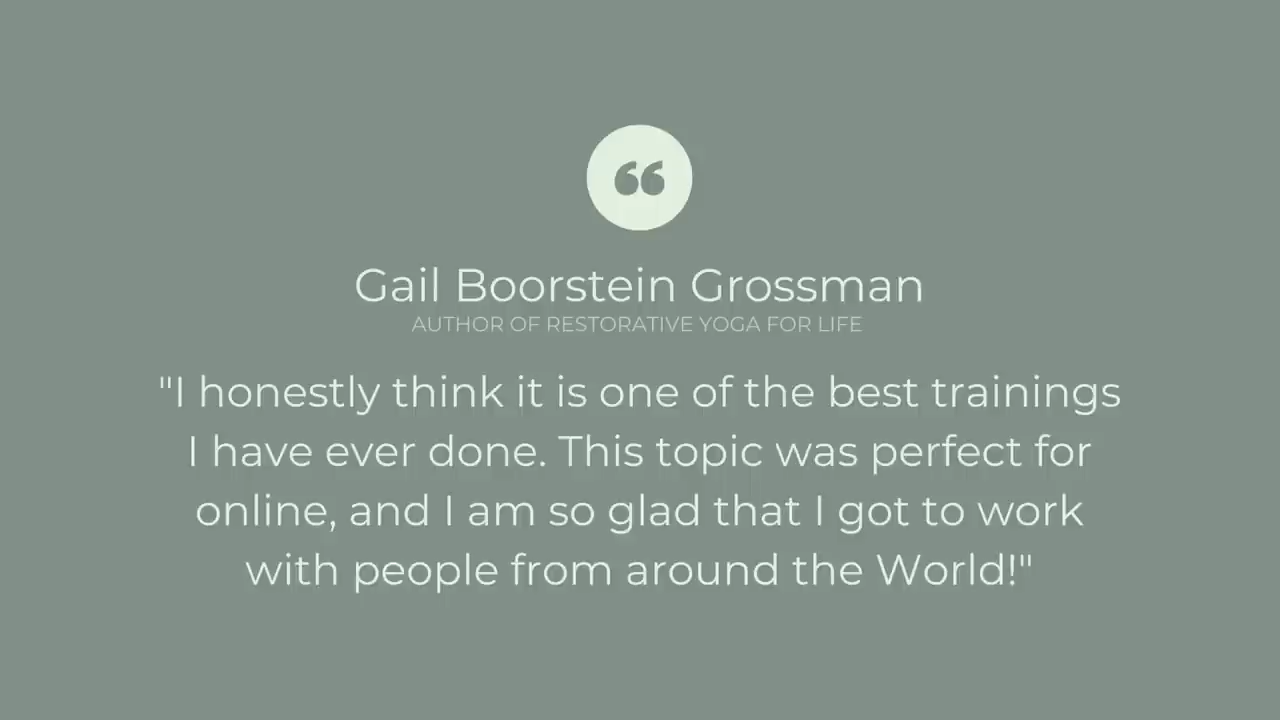 “
Gail Boorstein Grossman
AUTHOR OF RESTORATIVE YOGA FOR LIFE
"I honestly think it is one of the best trainings
I have ever done. This topic was perfect for
online, and I am so glad that I got to work
with people from around the World!"